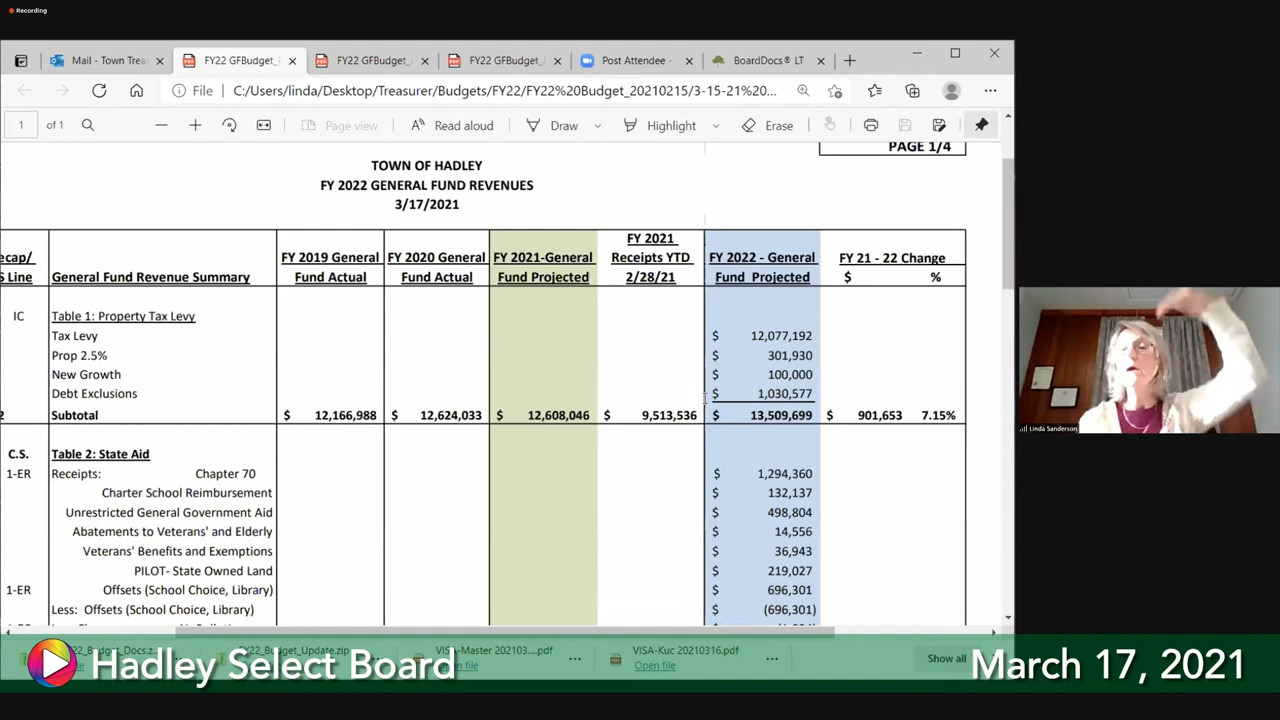 Recording
Mail - Town Trea
FY22 GFBudget_
FY22 GFBudget_
FY22 GFBudget_
Post Attendee -
BoardDocs® LT
File
C:/Users/linda/Desktop/Treasurer/Budgets/FY22/FY22%20Budget_20210215/3-15-21%20...
1 of 1
Page view
Read aloud
Draw
Highlight
Erase
PAGE 1/4
TOWN OF HADLEY
FY 2022 GENERAL FUND REVENUES
3/17/2021
ecap/ Line
General Fund Revenue Summary
FY 2019 General Fund Actual
FY 2020 General Fund Actual
FY 2021-General Fund Projected
FY 2021 Receipts YTD 2/28/21
FY 2022 - General Fund Projected
FY 21 - 22 Change
$ %
IC Table 1: Property Tax Levy
Tax Levy $ 12,077,192
Prop 2.5% $ 301,930
New Growth $ 100,000
Debt Exclusions $ 1,030,577
2 Subtotal $ 12,166,988 $ 12,624,033 $ 12,608,046 $ 9,513,536 $ 13,509,699 $ 901,653 7.15%
C.S. Table 2: State Aid
1-ER Receipts: Chapter 70 $ 1,294,360
Charter School Reimbursement $ 132,137
Unrestricted General Government Aid $ 498,804
Abatements to Veterans' and Elderly $ 14,556
Veterans' Benefits and Exemptions $ 36,943
PILOT- State Owned Land $ 219,027
1-ER Offsets (School Choice, Library) $ 696,301
Less: Offsets (School Choice, Library) $ (696,301)
Linda Sanderson
FY22_Budget_Update.zip
VISA-Master 202103....pdf
Open file
VISA-Kuc 20210316.pdf
Open file
Show all
Hadley Select Board
March 17, 2021